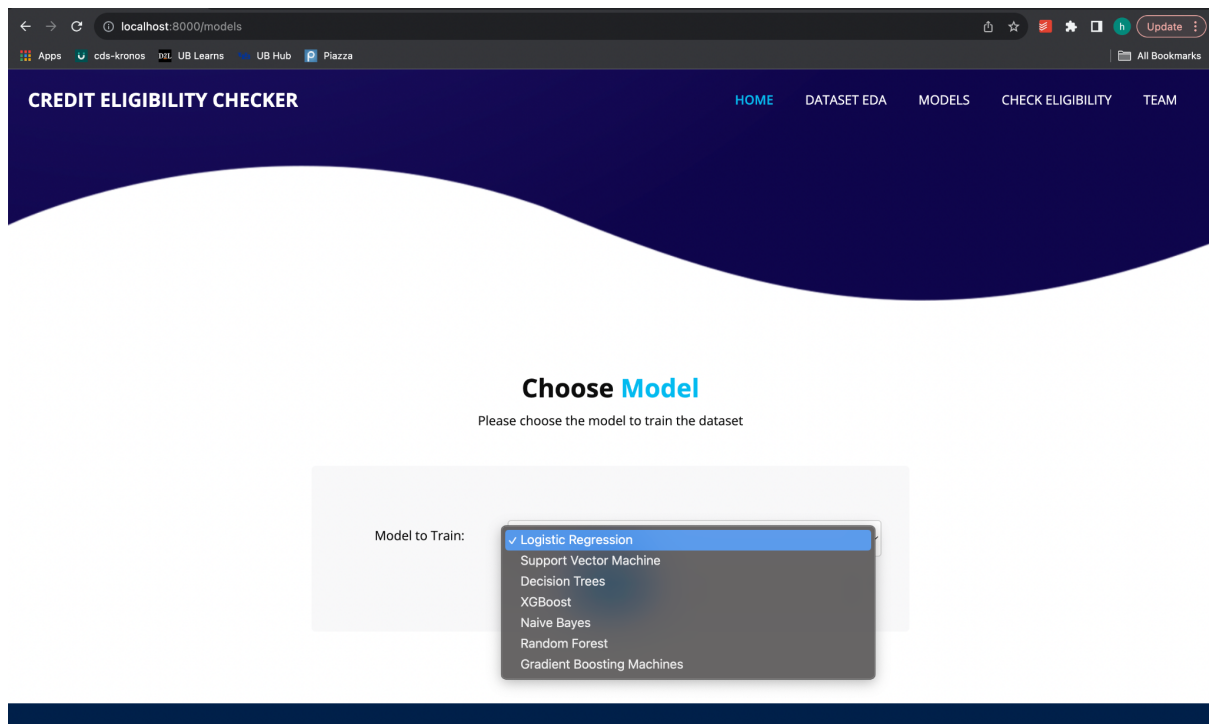 localhost:8000/models
h
Update
Apps
cds-kronos
D2L UB Learns
UB Hub
Piazza
All Bookmarks
CREDIT ELIGIBILITY CHECKER
HOME
DATASET EDA
MODELS
CHECK ELIGIBILITY
TEAM
Choose Model
Please choose the model to train the dataset
Model to Train:
✓ Logistic Regression
Support Vector Machine
Decision Trees
XGBoost
Naive Bayes
Random Forest
Gradient Boosting Machines